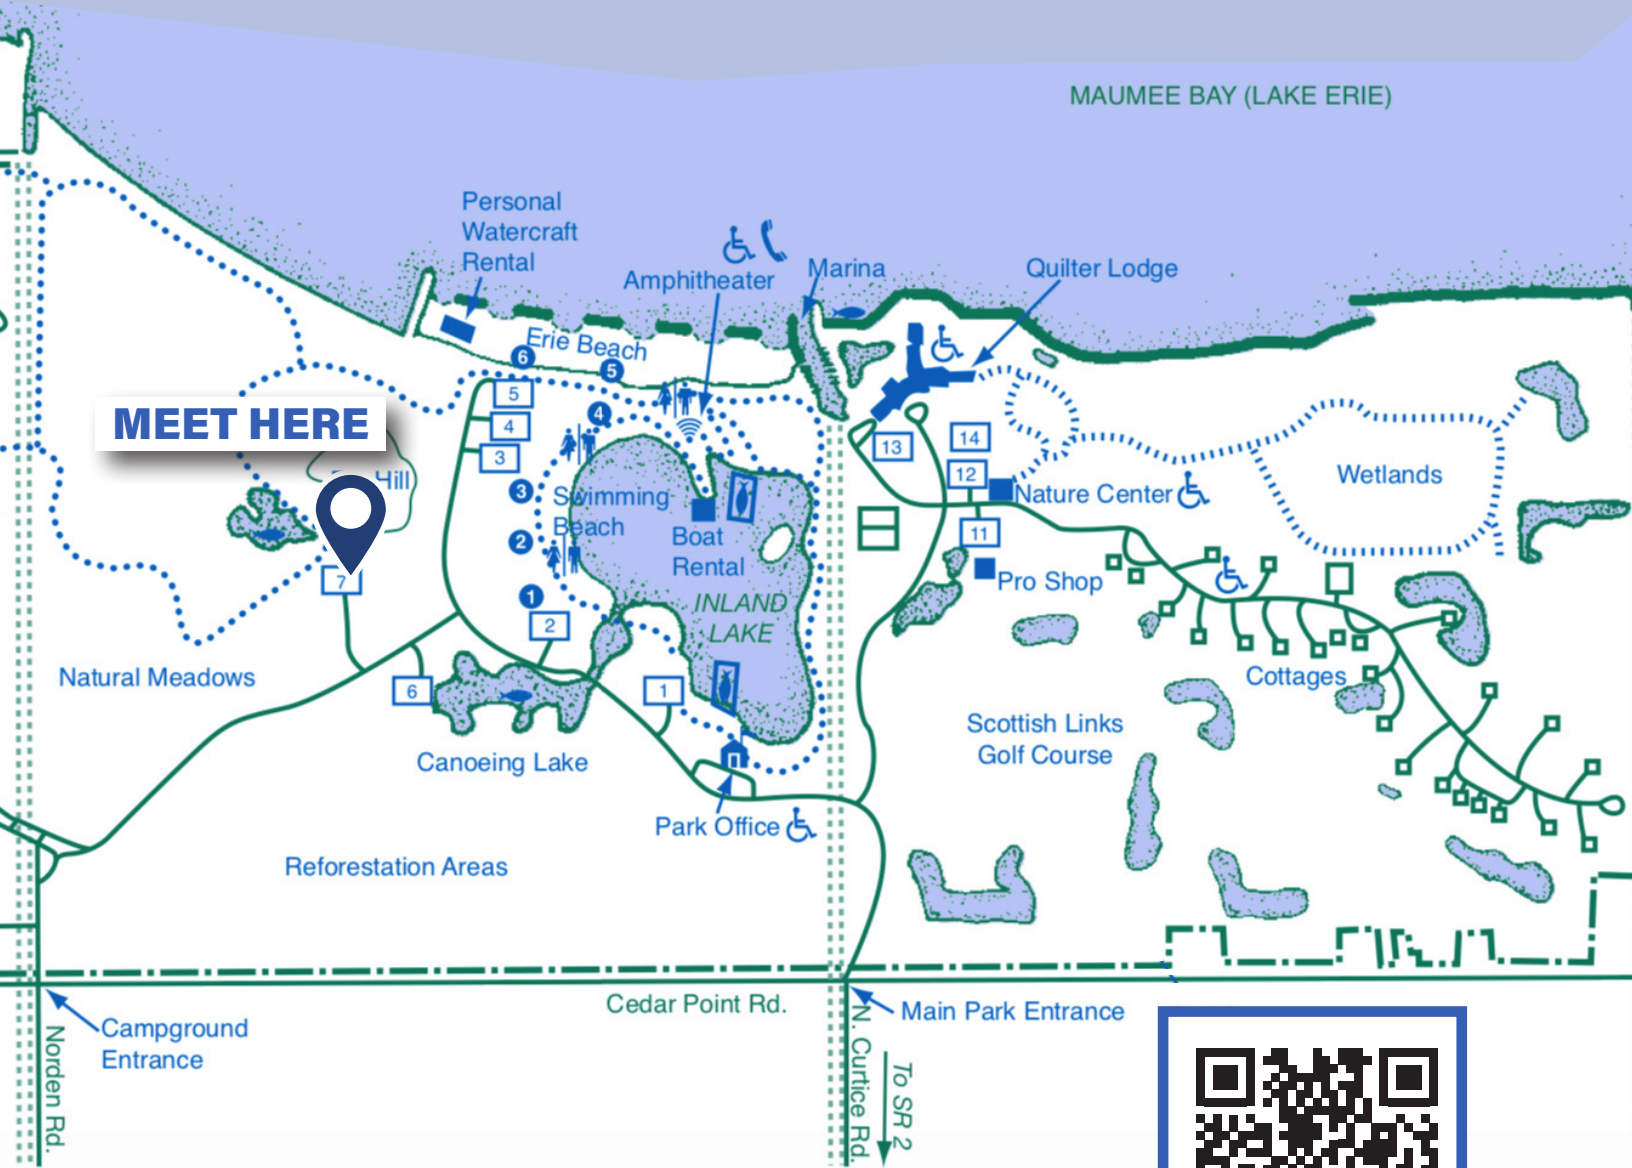 MAUMEE BAY (LAKE ERIE)
Personal
Watercraft
Rental
Amphitheater
Marina
Quilter Lodge
Erie Beach
6
5
5
4
4
3
MEET HERE
Hill
13
14
12
Nature Center
Wetlands
3
Swimming
Beach
2
Boat
Rental
11
Pro Shop
7
1
2
INLAND
LAKE
Natural Meadows
6
1
Cottages
Scottish Links
Golf Course
Canoeing Lake
Park Office
Reforestation Areas
Cedar Point Rd.
Main Park Entrance
Campground
Entrance
Norden Rd.
N. Curtice Rd.
To SR 2